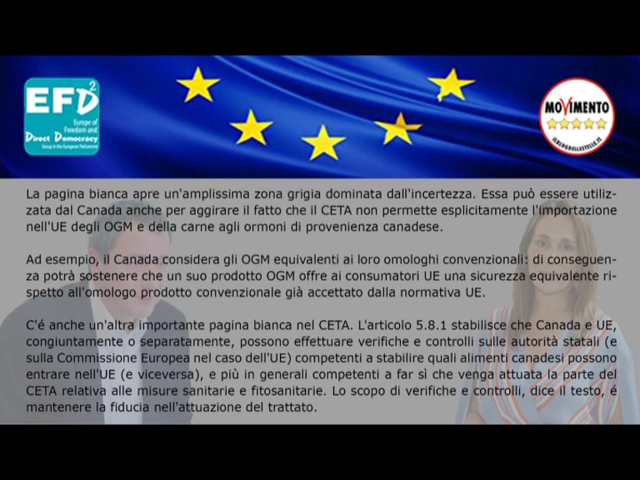 EFD2
Europe of
Freedom and
Direct Democracy
Group in the European Parliament
MOVIMENTO
ILBLOGDELLESTELLE.IT
La pagina bianca apre un'amplissima zona grigia dominata dall'incertezza. Essa può essere utiliz-
zata dal Canada anche per aggirare il fatto che il CETA non permette esplicitamente l'importazione
nell'UE degli OGM e della carne agli ormoni di provenienza canadese.
Ad esempio, il Canada considera gli OGM equivalenti ai loro omologhi convenzionali: di conseguen-
za potrà sostenere che un suo prodotto OGM offre ai consumatori UE una sicurezza equivalente ri-
spetto all'omologo prodotto convenzionale già accettato dalla normativa UE.
C'é anche un'altra importante pagina bianca nel CETA. L'articolo 5.8.1 stabilisce che Canada e UE,
congiuntamente o separatamente, possono effettuare verifiche e controlli sulle autorità statali (e
sulla Commissione Europea nel caso dell'UE) competenti a stabilire quali alimenti canadesi possono
entrare nell'UE (e viceversa), e più in generali competenti a far sì che venga attuata la parte del
CETA relativa alle misure sanitarie e fitosanitarie. Lo scopo di verifiche e controlli, dice il testo, é
mantenere la fiducia nell'attuazione del trattato.